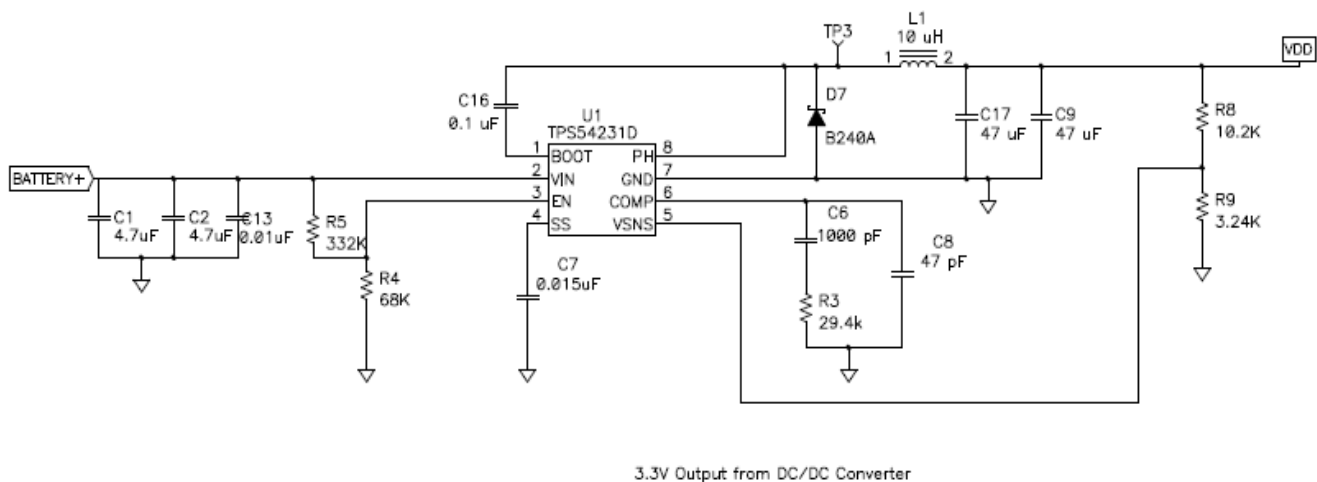 L1
10 uH
TP3
1
2
VDD
C16
0.1 uF
D7
B240A
C17
47 uF
C9
47 uF
R8
10.2K
U1
TPS54231D
1
BOOT
PH
8
2
VIN
GND
7
3
EN
COMP
6
4
SS
VSNS
5
BATTERY+
C1
4.7uF
C2
4.7uF
C13
0.01uF
R5
332K
R4
68K
C7
0.015uF
C6
1000 pF
C8
47 pF
R3
29.4k
R9
3.24K
3.3V Output from DC/DC Converter